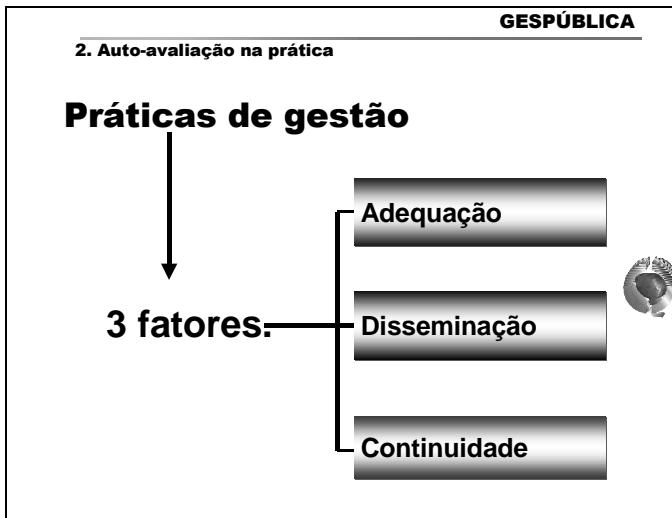 GESPÚBLICA
2. Auto-avaliação na prática
Práticas de gestão
Adequação
3 fatores.
Disseminação
Continuidade